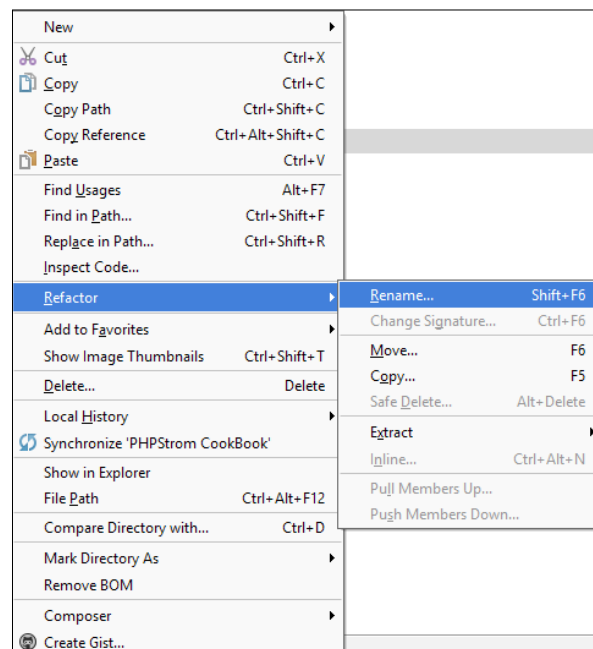 New
Cut Ctrl+X
Copy Ctrl+C
Copy Path Ctrl+Shift+C
Copy Reference Ctrl+Alt+Shift+C
Paste Ctrl+V
Find Usages Alt+F7
Find in Path... Ctrl+Shift+F
Replace in Path... Ctrl+Shift+R
Inspect Code...
Refactor
Add to Favorites
Show Image Thumbnails Ctrl+Shift+T
Delete... Delete
Local History
Synchronize 'PHPStrom CookBook'
Show in Explorer
File Path Ctrl+Alt+F12
Compare Directory with... Ctrl+D
Mark Directory As
Remove BOM
Composer
Create Gist...
Rename... Shift+F6
Change Signature... Ctrl+F6
Move... F6
Copy... F5
Safe Delete... Alt+Delete
Extract
Inline... Ctrl+Alt+N
Pull Members Up...
Push Members Down...